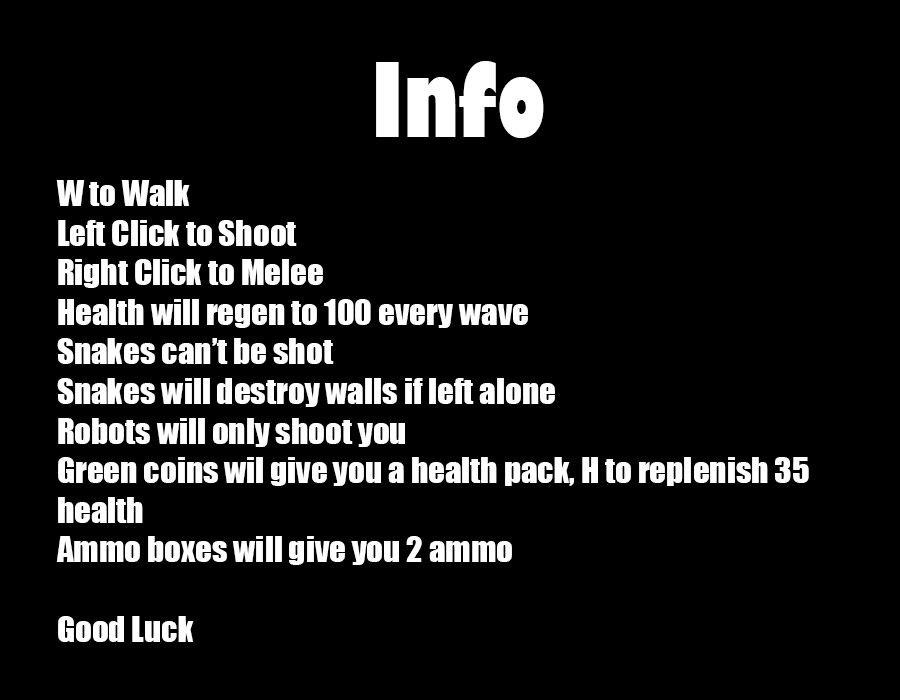 Info
W to Walk
Left Click to Shoot
Right Click to Melee
Health will regen to 100 every wave
Snakes can’t be shot
Snakes will destroy walls if left alone
Robots will only shoot you
Green coins wil give you a health pack, H to replenish 35
health
Ammo boxes will give you 2 ammo
Good Luck